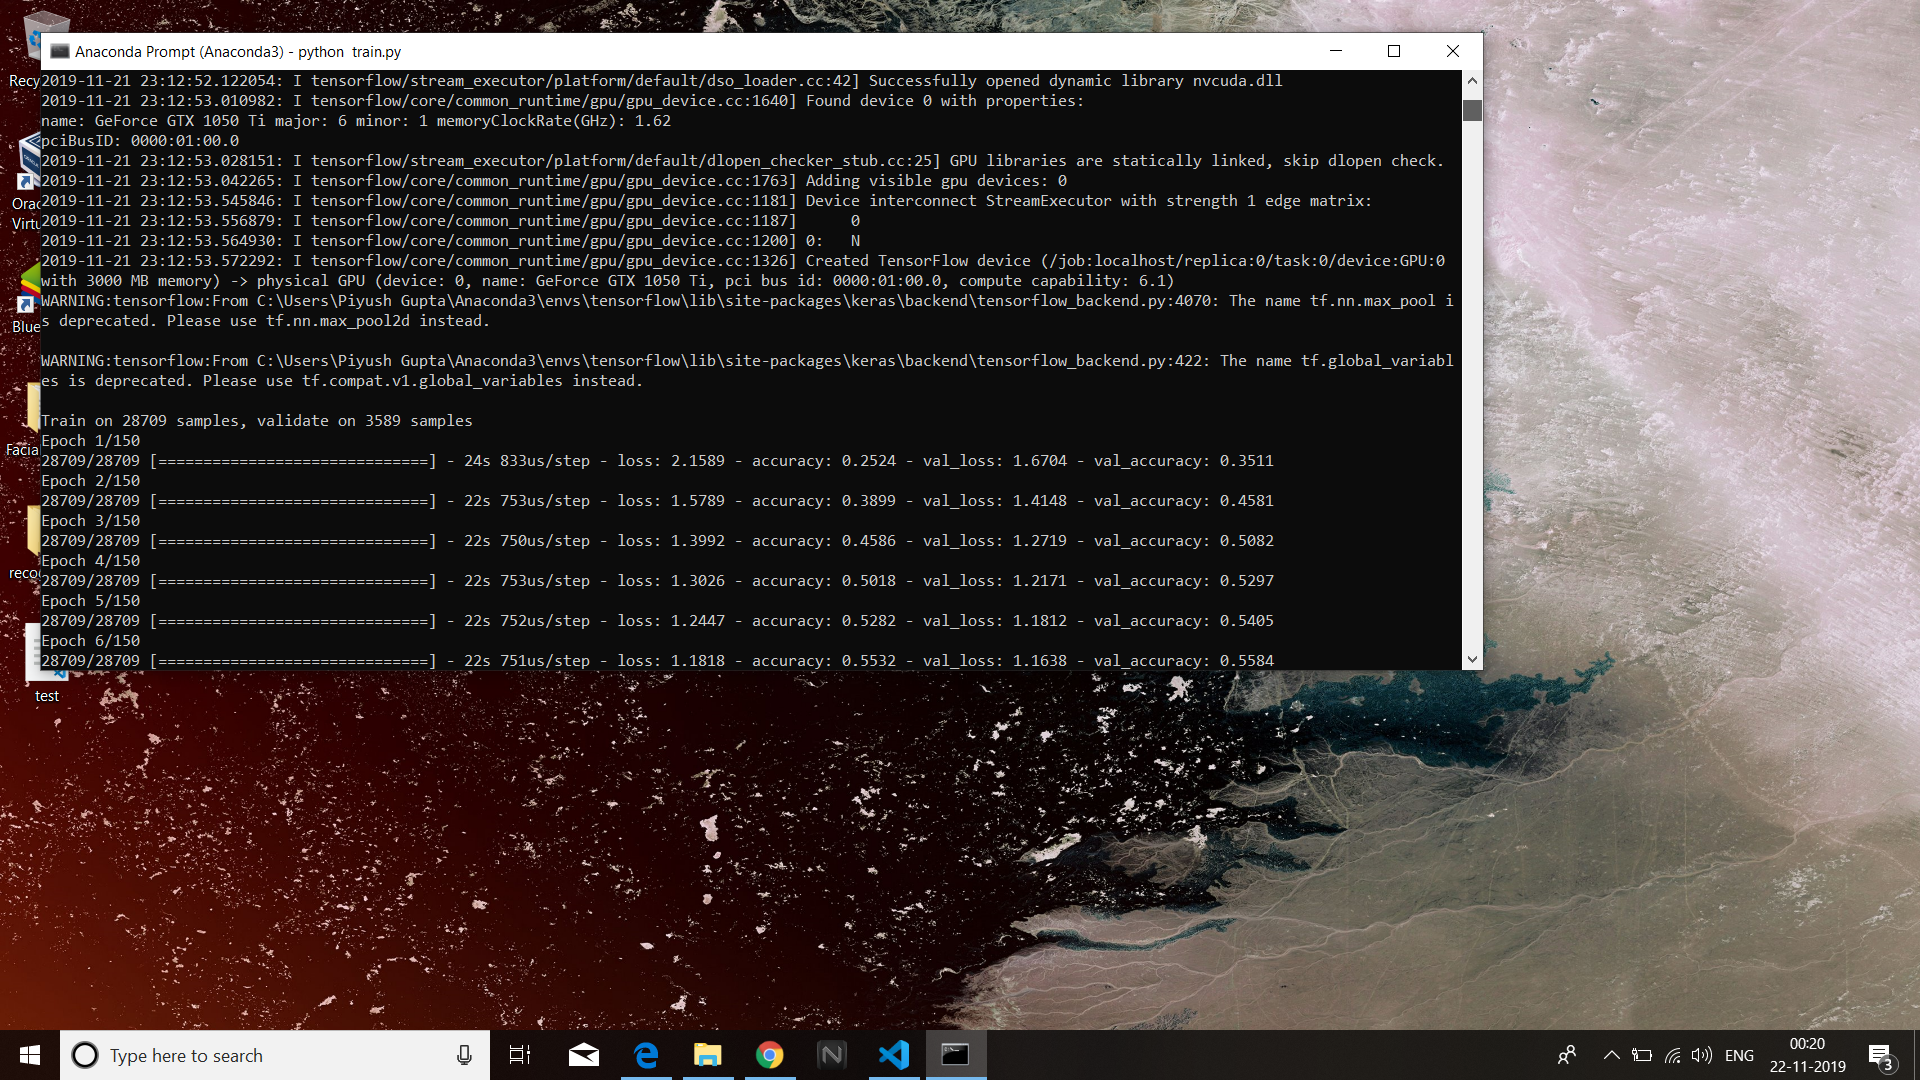 Anaconda Prompt (Anaconda3) - python  train.py
2019-11-21 23:12:52.122054: I tensorflow/stream_executor/platform/default/dso_loader.cc:42] Successfully opened dynamic library nvcuda.dll
2019-11-21 23:12:53.010982: I tensorflow/core/common_runtime/gpu/gpu_device.cc:1640] Found device 0 with properties:
name: GeForce GTX 1050 Ti major: 6 minor: 1 memoryClockRate(GHz): 1.62
pciBusID: 0000:01:00.0
2019-11-21 23:12:53.028151: I tensorflow/stream_executor/platform/default/dlopen_checker_stub.cc:25] GPU libraries are statically linked, skip dlopen check.
2019-11-21 23:12:53.042265: I tensorflow/core/common_runtime/gpu/gpu_device.cc:1763] Adding visible gpu devices: 0
2019-11-21 23:12:53.545846: I tensorflow/core/common_runtime/gpu/gpu_device.cc:1181] Device interconnect StreamExecutor with strength 1 edge matrix:
2019-11-21 23:12:53.556879: I tensorflow/core/common_runtime/gpu/gpu_device.cc:1187]      0
2019-11-21 23:12:53.564930: I tensorflow/core/common_runtime/gpu/gpu_device.cc:1200] 0:   N
2019-11-21 23:12:53.572292: I tensorflow/core/common_runtime/gpu/gpu_device.cc:1326] Created TensorFlow device (/job:localhost/replica:0/task:0/device:GPU:0
with 3000 MB memory) -> physical GPU (device: 0, name: GeForce GTX 1050 Ti, pci bus id: 0000:01:00.0, compute capability: 6.1)
WARNING:tensorflow:From C:\Users\Piyush Gupta\Anaconda3\envs\tensorflow\lib\site-packages\keras\backend\tensorflow_backend.py:4070: The name tf.nn.max_pool i
s deprecated. Please use tf.nn.max_pool2d instead.
WARNING:tensorflow:From C:\Users\Piyush Gupta\Anaconda3\envs\tensorflow\lib\site-packages\keras\backend\tensorflow_backend.py:422: The name tf.global_variabl
es is deprecated. Please use tf.compat.v1.global_variables instead.
Train on 28709 samples, validate on 3589 samples
Epoch 1/150
28709/28709 [==============================] - 24s 833us/step - loss: 2.1589 - accuracy: 0.2524 - val_loss: 1.6704 - val_accuracy: 0.3511
Epoch 2/150
28709/28709 [==============================] - 22s 753us/step - loss: 1.5789 - accuracy: 0.3899 - val_loss: 1.4148 - val_accuracy: 0.4581
Epoch 3/150
28709/28709 [==============================] - 22s 750us/step - loss: 1.3992 - accuracy: 0.4586 - val_loss: 1.2719 - val_accuracy: 0.5082
Epoch 4/150
28709/28709 [==============================] - 22s 753us/step - loss: 1.3026 - accuracy: 0.5018 - val_loss: 1.2171 - val_accuracy: 0.5297
Epoch 5/150
28709/28709 [==============================] - 22s 752us/step - loss: 1.2447 - accuracy: 0.5282 - val_loss: 1.1812 - val_accuracy: 0.5405
Epoch 6/150
28709/28709 [==============================] - 22s 751us/step - loss: 1.1818 - accuracy: 0.5532 - val_loss: 1.1638 - val_accuracy: 0.5584
Recy
Orac
Virtu
Blue
Facial
reco
test
Type here to search
ENG
00:20
22-11-2019
3